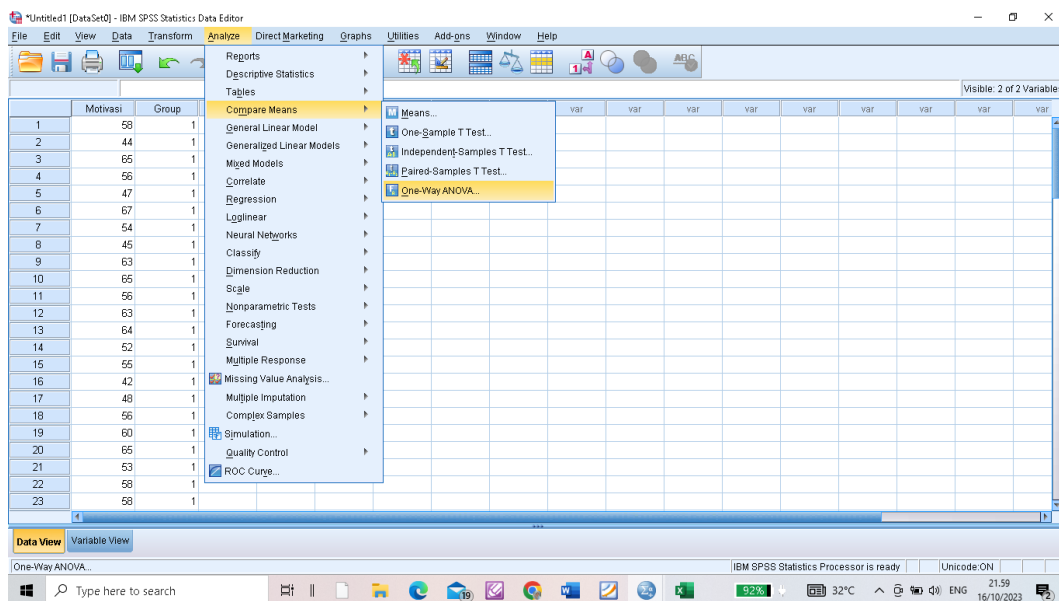 *Untitled1 [DataSet0] - IBM SPSS Statistics Data Editor
File Edit View Data Transform Analyze Direct Marketing Graphs Utilities Add-ons Window Help
Visible: 2 of 2 Variables
Motivasi Group var var var var var var var var
1 58 1
2 44 1
3 65 1
4 56 1
5 47 1
6 67 1
7 54 1
8 45 1
9 63 1
10 65 1
11 56 1
12 63 1
13 64 1
14 52 1
15 55 1
16 42 1
17 48 1
18 56 1
19 60 1
20 65 1
21 53 1
22 58 1
23 58 1
Reports
Descriptive Statistics
Tables
Compare Means
General Linear Model
Generalized Linear Models
Mixed Models
Correlate
Regression
Loglinear
Neural Networks
Classify
Dimension Reduction
Scale
Nonparametric Tests
Forecasting
Survival
Multiple Response
Missing Value Analysis...
Multiple Imputation
Complex Samples
Simulation...
Quality Control
ROC Curve...
Means...
One-Sample T Test...
Independent-Samples T Test...
Paired-Samples T Test...
One-Way ANOVA...
Data View Variable View
One-Way ANOVA... IBM SPSS Statistics Processor is ready Unicode:ON
Type here to search 19 92% 32°C ENG 21.59
16/10/2023 2